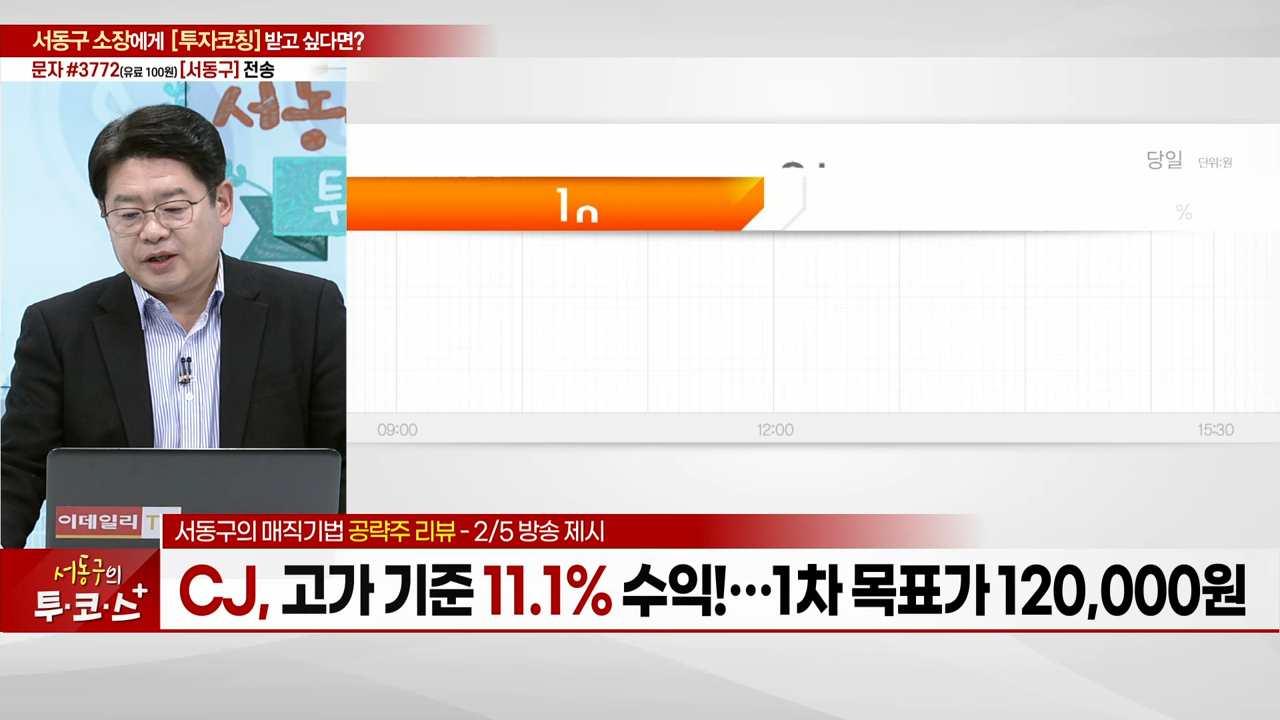 서동구 소장에게 [투자코칭] 받고 싶다면?
문자 #3772(유료 100원) [서동구] 전송
당일 단위:원
%
09:00 12:00 15:30
이데일리 T
서동구의 매직기법 공략주 리뷰 - 2/5 방송 제시
서동구의
투·코·스+
CJ, 고가 기준 11.1% 수익!…1차 목표가 120,000원